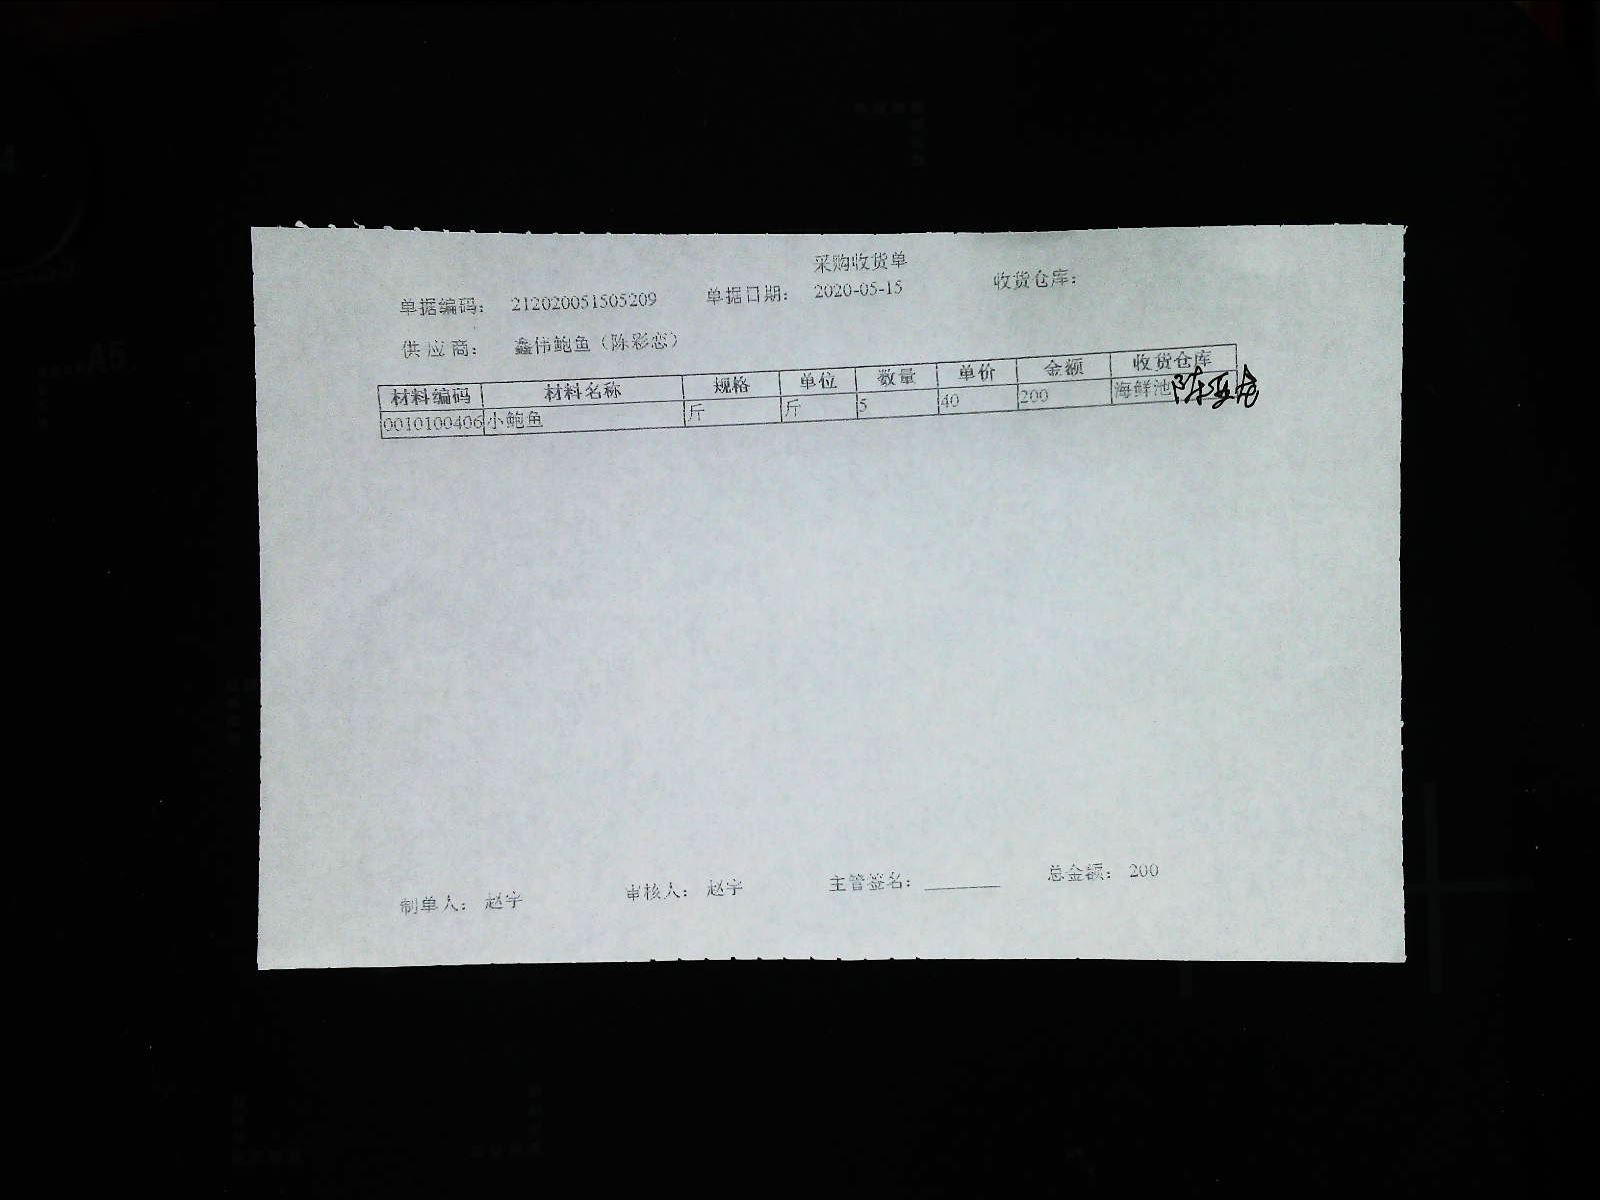 采购收货单
单据编码： 212020051505209 单据日期： 2020-05-15 收货仓库：
供应商： 鑫伟鲍鱼（陈彩恋）
材料编码 材料名称 规格 单位 数量 单价 金额 收货仓库
0010100406 小鲍鱼 斤 斤 5 40 200 海鲜池
制单人： 赵宇 审核人： 赵宇 主管签名： 总金额： 200